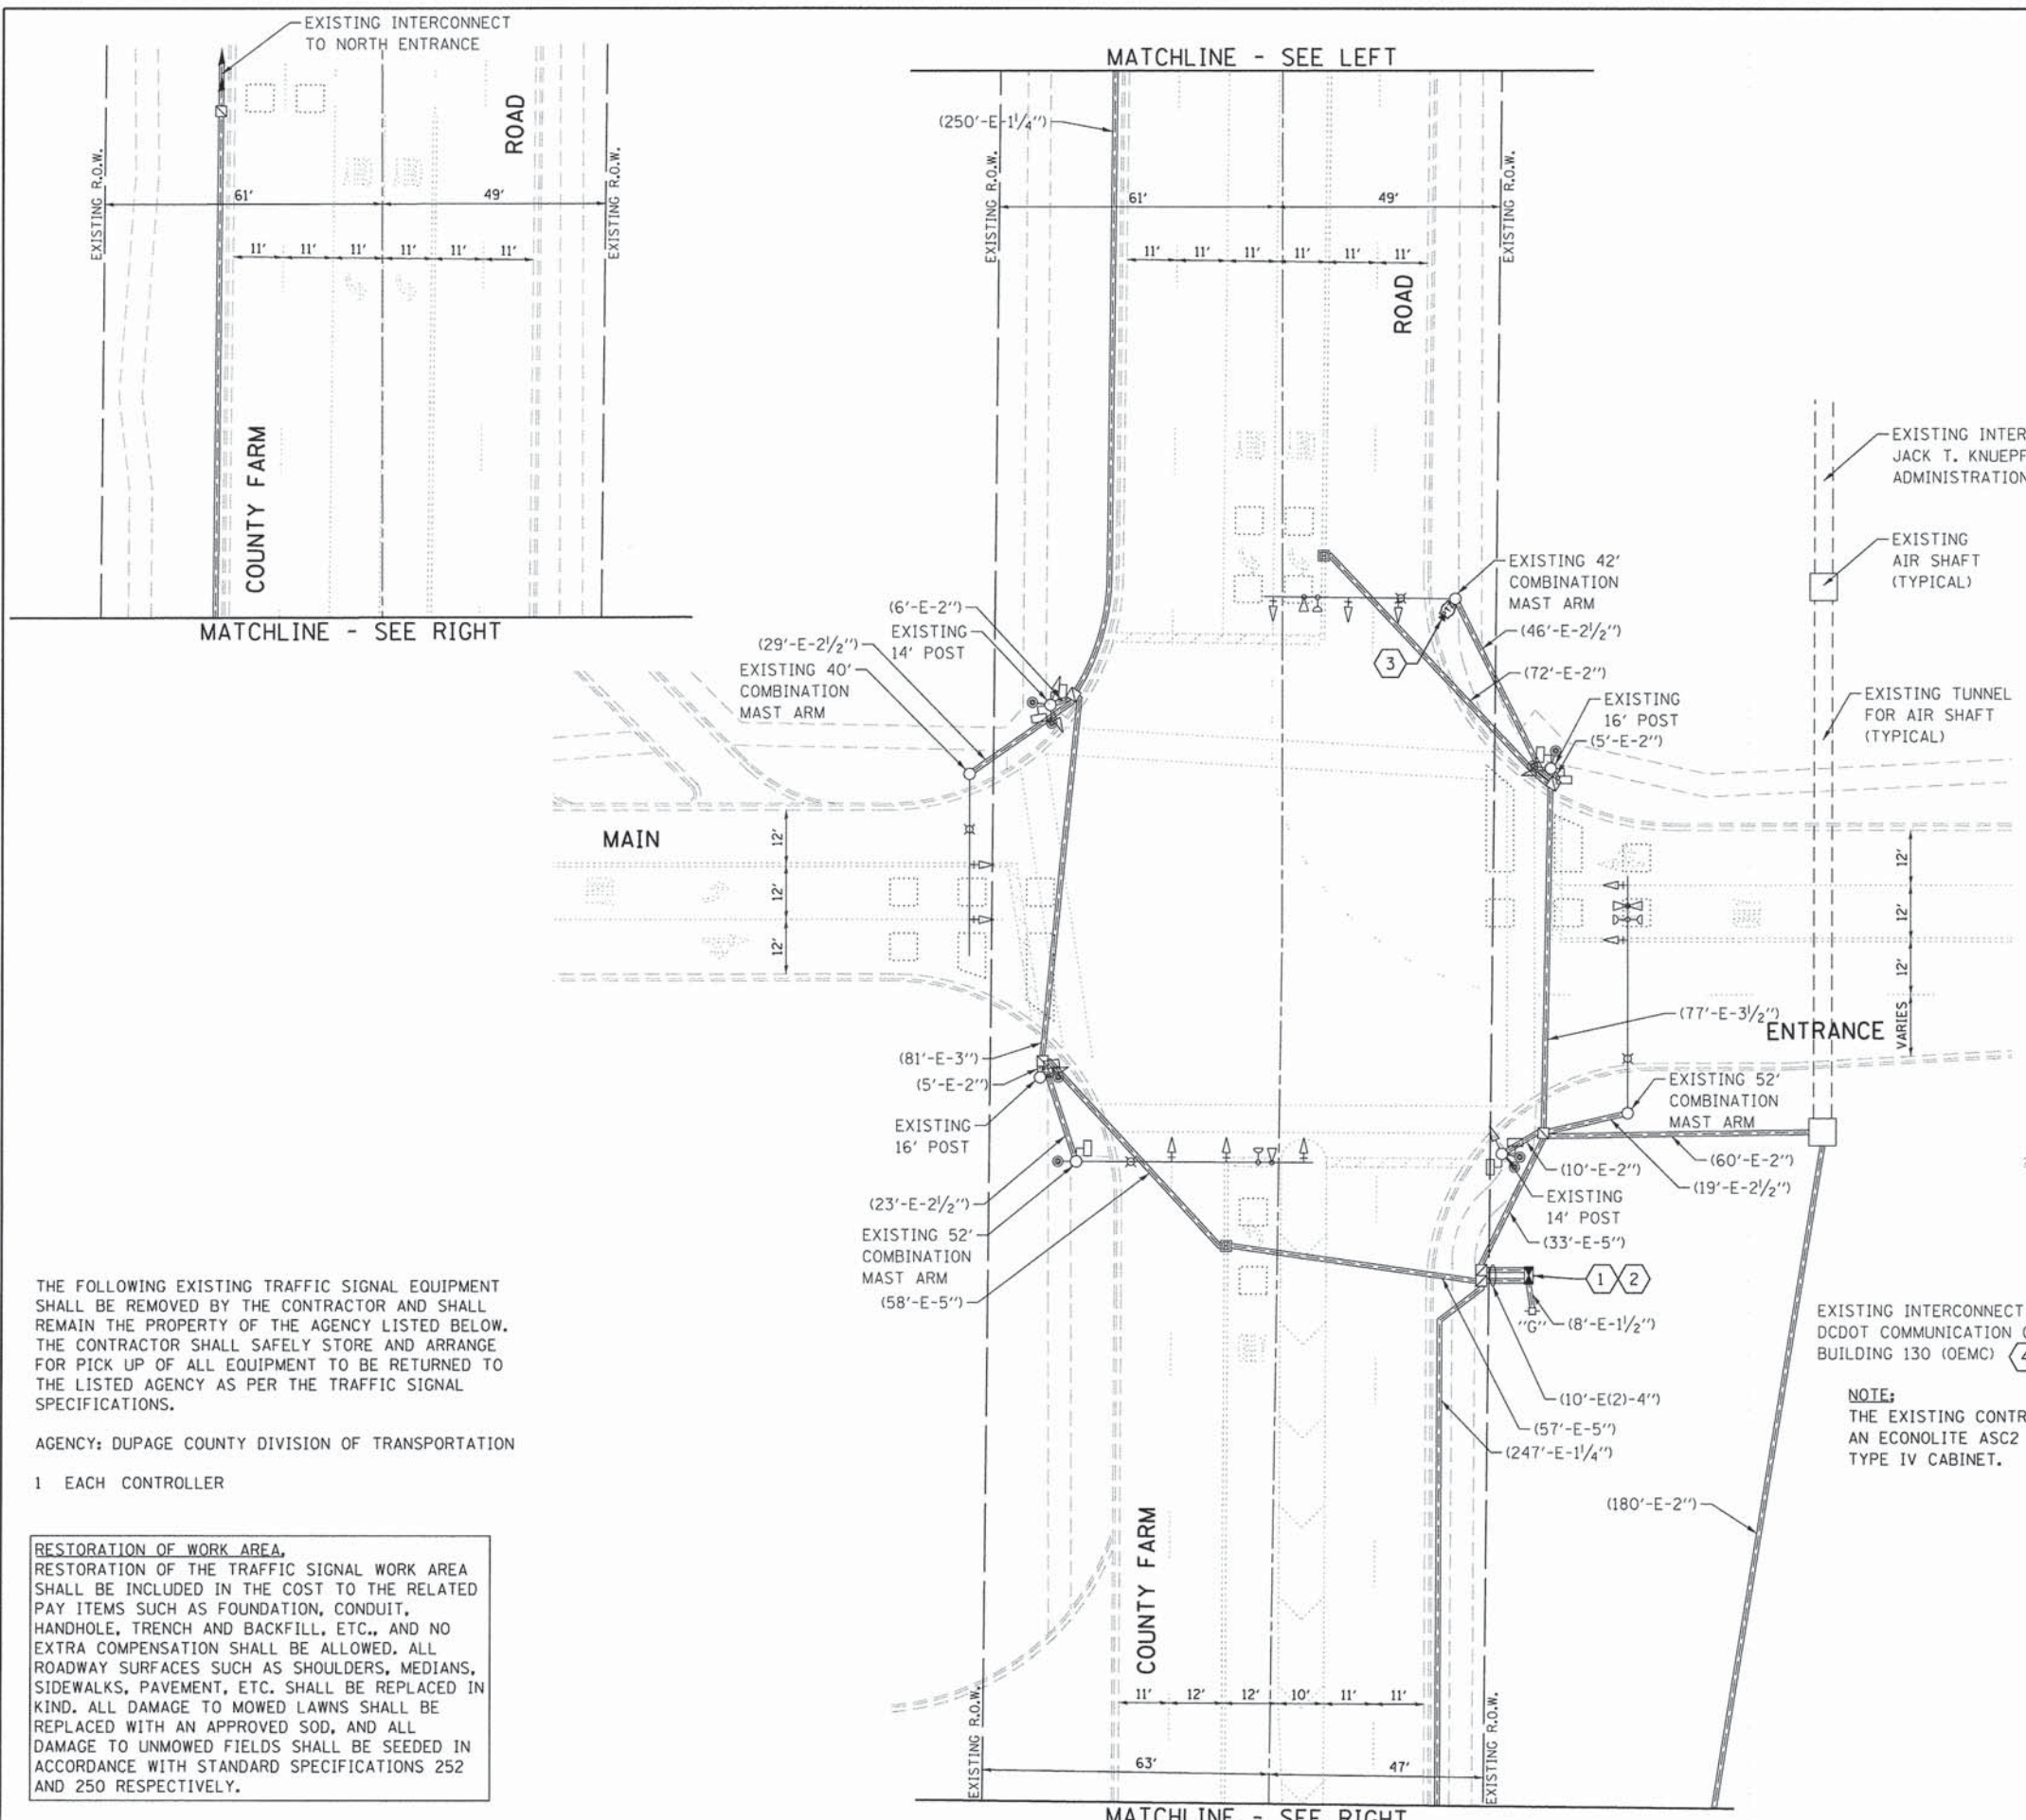 EXISTING INTERCONNECT
TO NORTH ENTRANCE
ROAD
EXISTING R.O.W.
EXISTING R.O.W.
61'
49'
11' 11' 11' 11' 11' 11'
COUNTY FARM
MATCHLINE - SEE RIGHT
MATCHLINE - SEE LEFT
(250'-E-1¼")
EXISTING R.O.W.
EXISTING R.O.W.
61'
49'
11' 11' 11' 11' 11' 11'
ROAD
EXISTING INTER
JACK T. KNUEPF
ADMINISTRATION
EXISTING
AIR SHAFT
(TYPICAL)
EXISTING 42'
COMBINATION
MAST ARM
(6'-E-2")
EXISTING
14' POST
(29'-E-2½")
EXISTING 40'
COMBINATION
MAST ARM
(46'-E-2½")
3
(72'-E-2")
EXISTING
16' POST
(5'-E-2")
EXISTING TUNNEL
FOR AIR SHAFT
(TYPICAL)
MAIN
12'
12'
12'
12'
12'
12'
VARIES
(77'-E-3½")
ENTRANCE
(81'-E-3")
(5'-E-2")
EXISTING
16' POST
EXISTING 52'
COMBINATION
MAST ARM
(10'-E-2")
(60'-E-2")
(19'-E-2½")
(23'-E-2½")
EXISTING 52'
COMBINATION
MAST ARM
(58'-E-5")
EXISTING
14' POST
(33'-E-5")
1 2
"G"
(8'-E-1½")
(10'-E(2)-4")
(57'-E-5")
(247'-E-1¼")
EXISTING INTERCONNECT
DCDOT COMMUNICATION
BUILDING 130 (OEMC) 4
NOTE:
THE EXISTING CONTR
AN ECONOLITE ASC2
TYPE IV CABINET.
(180'-E-2")
THE FOLLOWING EXISTING TRAFFIC SIGNAL EQUIPMENT
SHALL BE REMOVED BY THE CONTRACTOR AND SHALL
REMAIN THE PROPERTY OF THE AGENCY LISTED BELOW.
THE CONTRACTOR SHALL SAFELY STORE AND ARRANGE
FOR PICK UP OF ALL EQUIPMENT TO BE RETURNED TO
THE LISTED AGENCY AS PER THE TRAFFIC SIGNAL
SPECIFICATIONS.
AGENCY: DUPAGE COUNTY DIVISION OF TRANSPORTATION
1 EACH CONTROLLER
RESTORATION OF WORK AREA.
RESTORATION OF THE TRAFFIC SIGNAL WORK AREA
SHALL BE INCLUDED IN THE COST TO THE RELATED
PAY ITEMS SUCH AS FOUNDATION, CONDUIT,
HANDHOLE, TRENCH AND BACKFILL, ETC., AND NO
EXTRA COMPENSATION SHALL BE ALLOWED. ALL
ROADWAY SURFACES SUCH AS SHOULDERS, MEDIANS,
SIDEWALKS, PAVEMENT, ETC. SHALL BE REPLACED IN
KIND. ALL DAMAGE TO MOWED LAWNS SHALL BE
REPLACED WITH AN APPROVED SOD, AND ALL
DAMAGE TO UNMOWED FIELDS SHALL BE SEEDED IN
ACCORDANCE WITH STANDARD SPECIFICATIONS 252
AND 250 RESPECTIVELY.
COUNTY FARM
11' 12' 12' 10' 11' 11'
EXISTING R.O.W.
EXISTING R.O.W.
63'
47'
MATCHLINE - SEE RIGHT